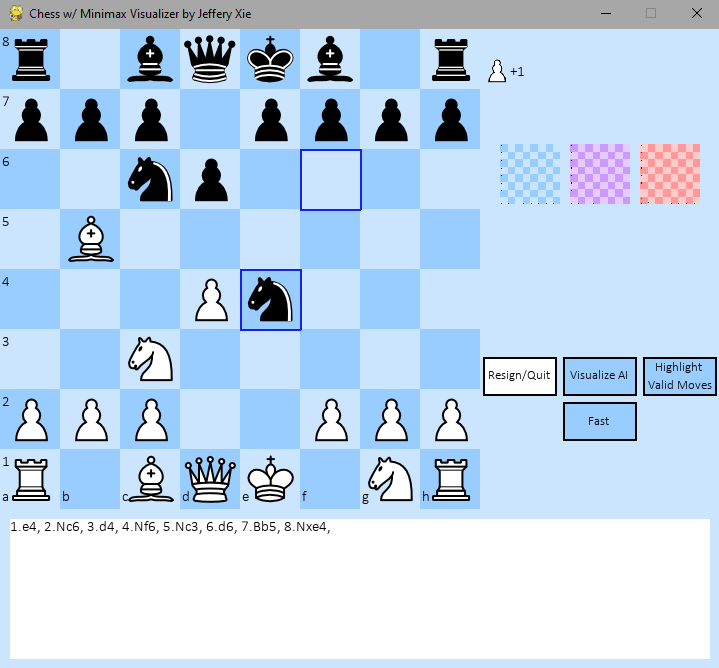 Chess w/ Minimax Visualizer by Jeffery Xie
8
+1
7
6
5
4
3
Resign/Quit
Visualize AI
Highlight
Valid Moves
2
Fast
1
a b c d e f g h
1.e4, 2.Nc6, 3.d4, 4.Nf6, 5.Nc3, 6.d6, 7.Bb5, 8.Nxe4,